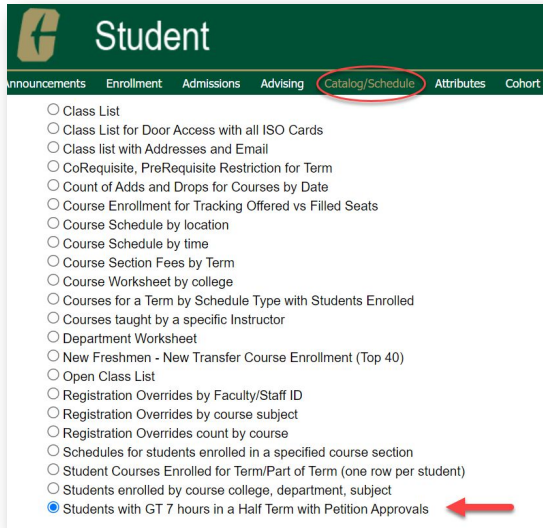 Student
nnouncements Enrollment Admissions Advising Catalog/Schedule Attributes Cohort
Class List
Class List for Door Access with all ISO Cards
Class list with Addresses and Email
CoRequisite, PreRequisite Restriction for Term
Count of Adds and Drops for Courses by Date
Course Enrollment for Tracking Offered vs Filled Seats
Course Schedule by location
Course Schedule by time
Course Section Fees by Term
Course Worksheet by college
Courses for a Term by Schedule Type with Students Enrolled
Courses taught by a specific Instructor
Department Worksheet
New Freshmen - New Transfer Course Enrollment (Top 40)
Open Class List
Registration Overrides by Faculty/Staff ID
Registration Overrides by course subject
Registration Overrides count by course
Schedules for students enrolled in a specified course section
Student Courses Enrolled for Term/Part of Term (one row per student)
Students enrolled by course college, department, subject
Students with GT 7 hours in a Half Term with Petition Approvals